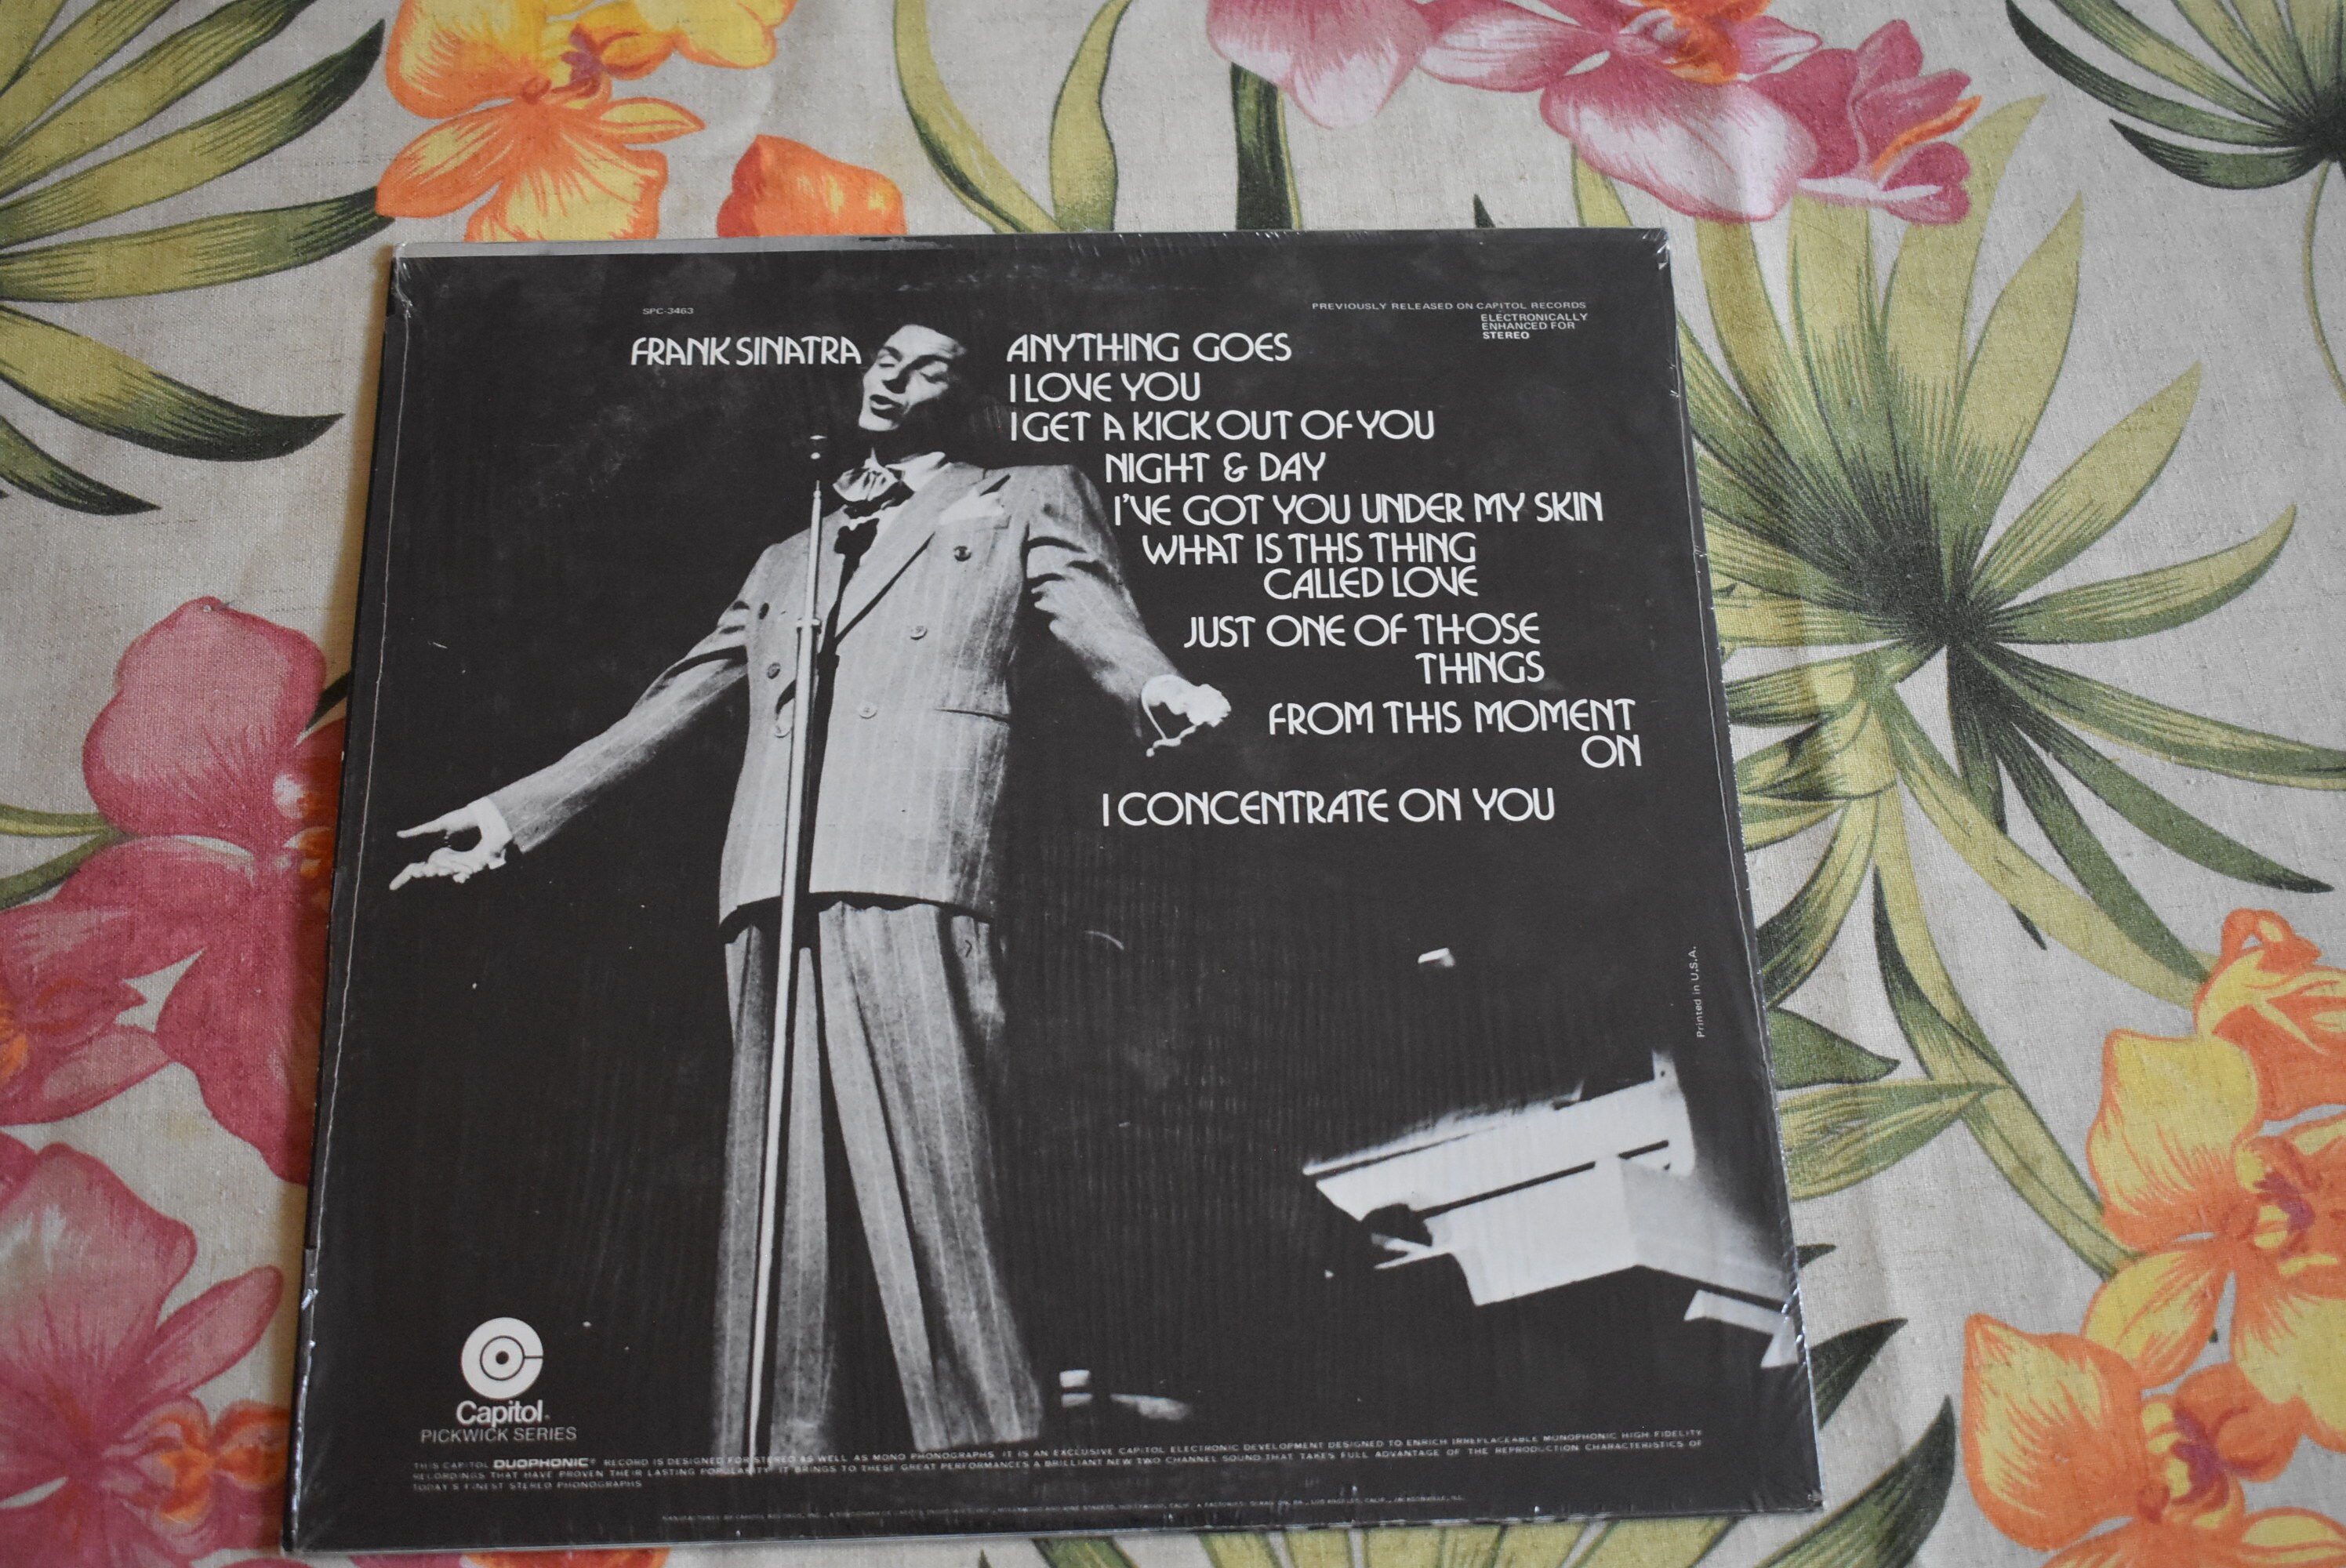 SPC-3463
PREVIOUSLY RELEASED ON CAPITOL RECORDS
ELECTRONICALLY
ENHANCED FOR
STEREO
FRANK SINATRA
ANYTHING GOES
I LOVE YOU
I GET A KICK OUT OF YOU
NIGHT & DAY
I'VE GOT YOU UNDER MY SKIN
WHAT IS THIS THING
CALLED LOVE
JUST ONE OF THOSE
THINGS
FROM THIS MOMENT
ON
I CONCENTRATE ON YOU
Printed in U.S.A.
Capitol®
PICKWICK SERIES
THIS CAPITOL DUOPHONIC® RECORD IS DESIGNED FOR STEREO AS WELL AS MONO PHONOGRAPHS. IT IS AN EXCLUSIVE CAPITOL ELECTRONIC DEVELOPMENT DESIGNED TO ENRICH IRREPLACEABLE MONOPHONIC HIGH FIDELITY
RECORDINGS THAT HAVE PROVEN THEIR LASTING POPULARITY. IT BRINGS TO THESE GREAT PERFORMANCES A BRILLIANT NEW TWO CHANNEL SOUND THAT TAKES FULL ADVANTAGE OF THE REPRODUCTION CHARACTERISTICS OF
TODAY'S FINEST STEREO PHONOGRAPHS
MANUFACTURED BY CAPITOL RECORDS, INC.,